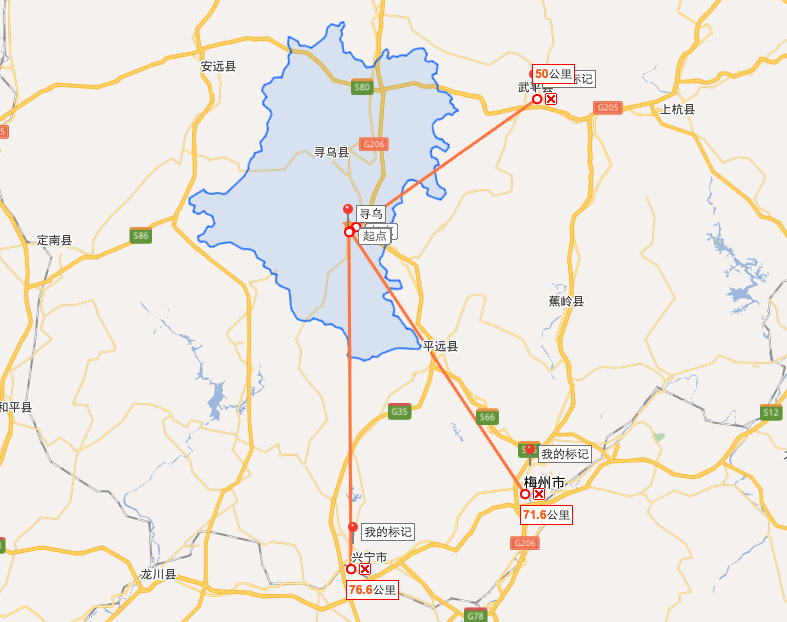 安远县
50公里
标记
武平县
S80
G205
上杭县
寻乌县
G206
寻乌
起点
定南县
S86
蕉岭县
平远县
和平县
G35
S66
S12
我的标记
梅州市
71.6公里
G206
我的标记
兴宁市
76.6公里
龙川县
G78